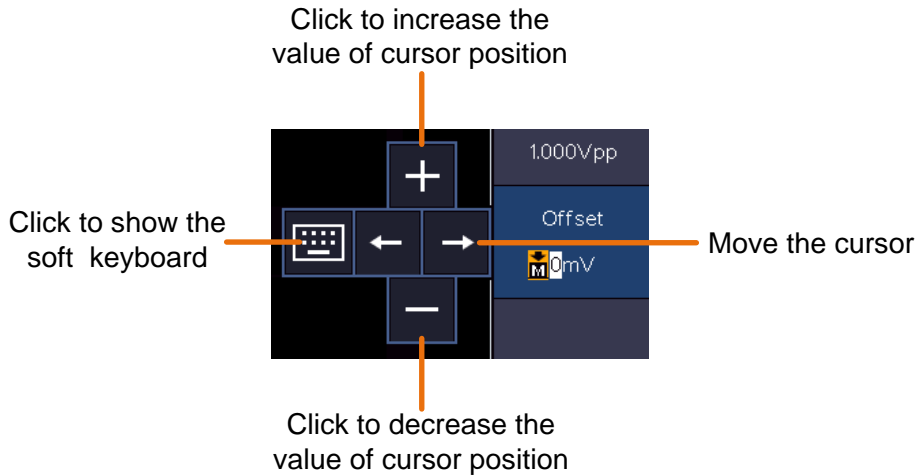 Click to increase the
value of cursor position
1.000Vpp
Offset
M 0mV
Click to show the
soft keyboard
Move the cursor
Click to decrease the
value of cursor position